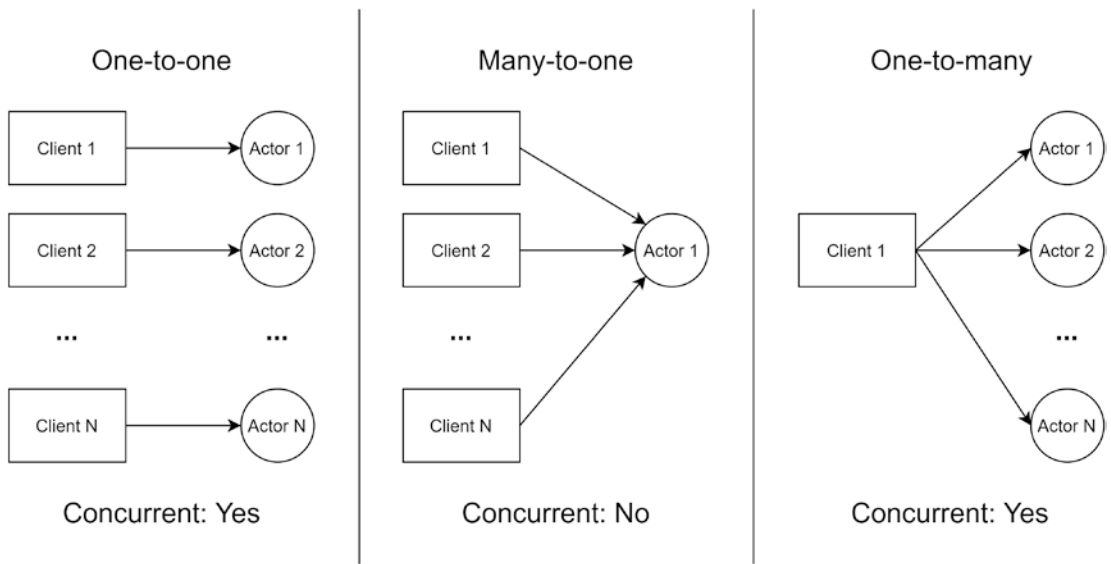 One-to-one
Client 1
Actor 1
Client 2
Actor 2
...
...
Client N
Actor N
Concurrent: Yes
Many-to-one
Client 1
Client 2
Actor 1
...
Client N
Concurrent: No
One-to-many
Actor 1
Client 1
Actor 2
...
Actor N
Concurrent: Yes